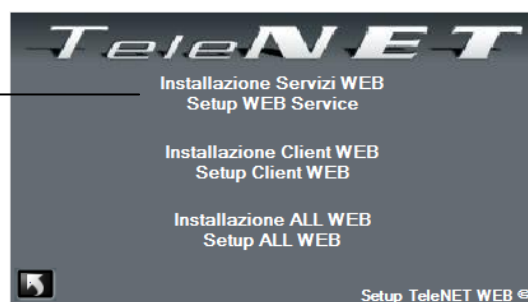 TeleNET
Installazione Servizi WEB
Setup WEB Service
Installazione Client WEB
Setup Client WEB
Installazione ALL WEB
Setup ALL WEB
Setup TeleNET WEB ©